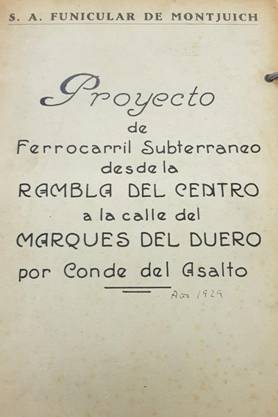 S. A. FUNICULAR DE MONTJUICH
Proyecto
de
Ferrocarril Subterraneo
desde la
RAMBLA DEL CENTRO
a la calle del
MARQUES DEL DUERO
por Conde del Asalto
Año 1929